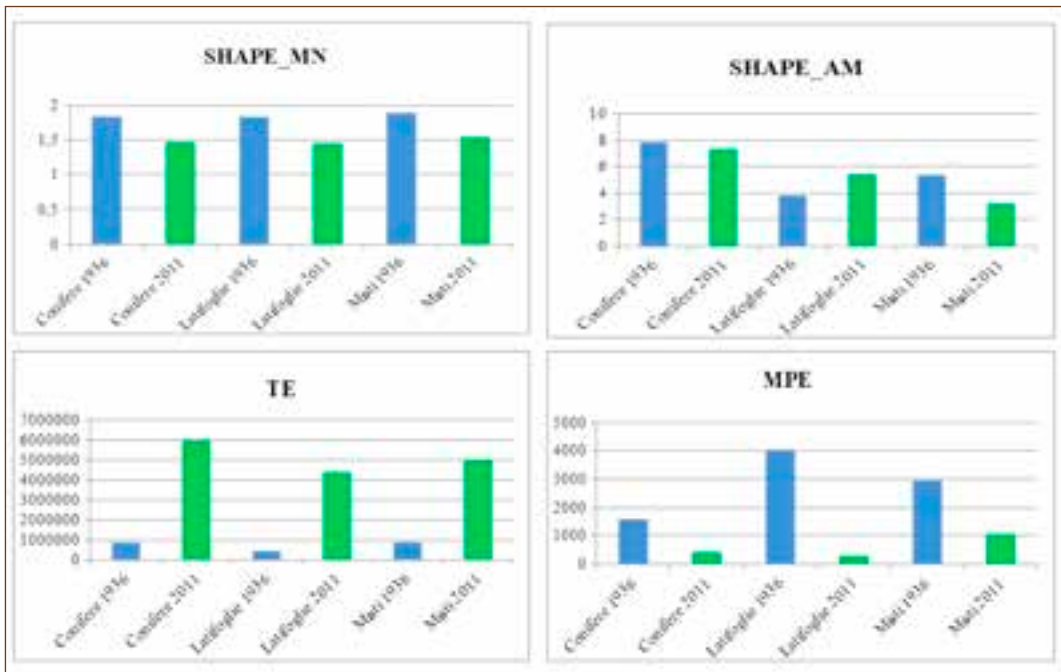 SHAPE_MN
2
1,5
1
0,5
0
Conifere 1936
Conifere 2011
Latifoglie 1936
Latifoglie 2011
Misti 1936
Misti 2011
SHAPE_AM
10
8
6
4
2
0
Conifere 1936
Conifere 2011
Latifoglie 1936
Latifoglie 2011
Misti 1936
Misti 2011
TE
7000000
6000000
5000000
4000000
3000000
2000000
1000000
0
Conifere 1936
Conifere 2011
Latifoglie 1936
Latifoglie 2011
Misti 1936
Misti 2011
MPE
5000
4000
3000
2000
1000
0
Conifere 1936
Conifere 2011
Latifoglie 1936
Latifoglie 2011
Misti 1936
Misti 2011